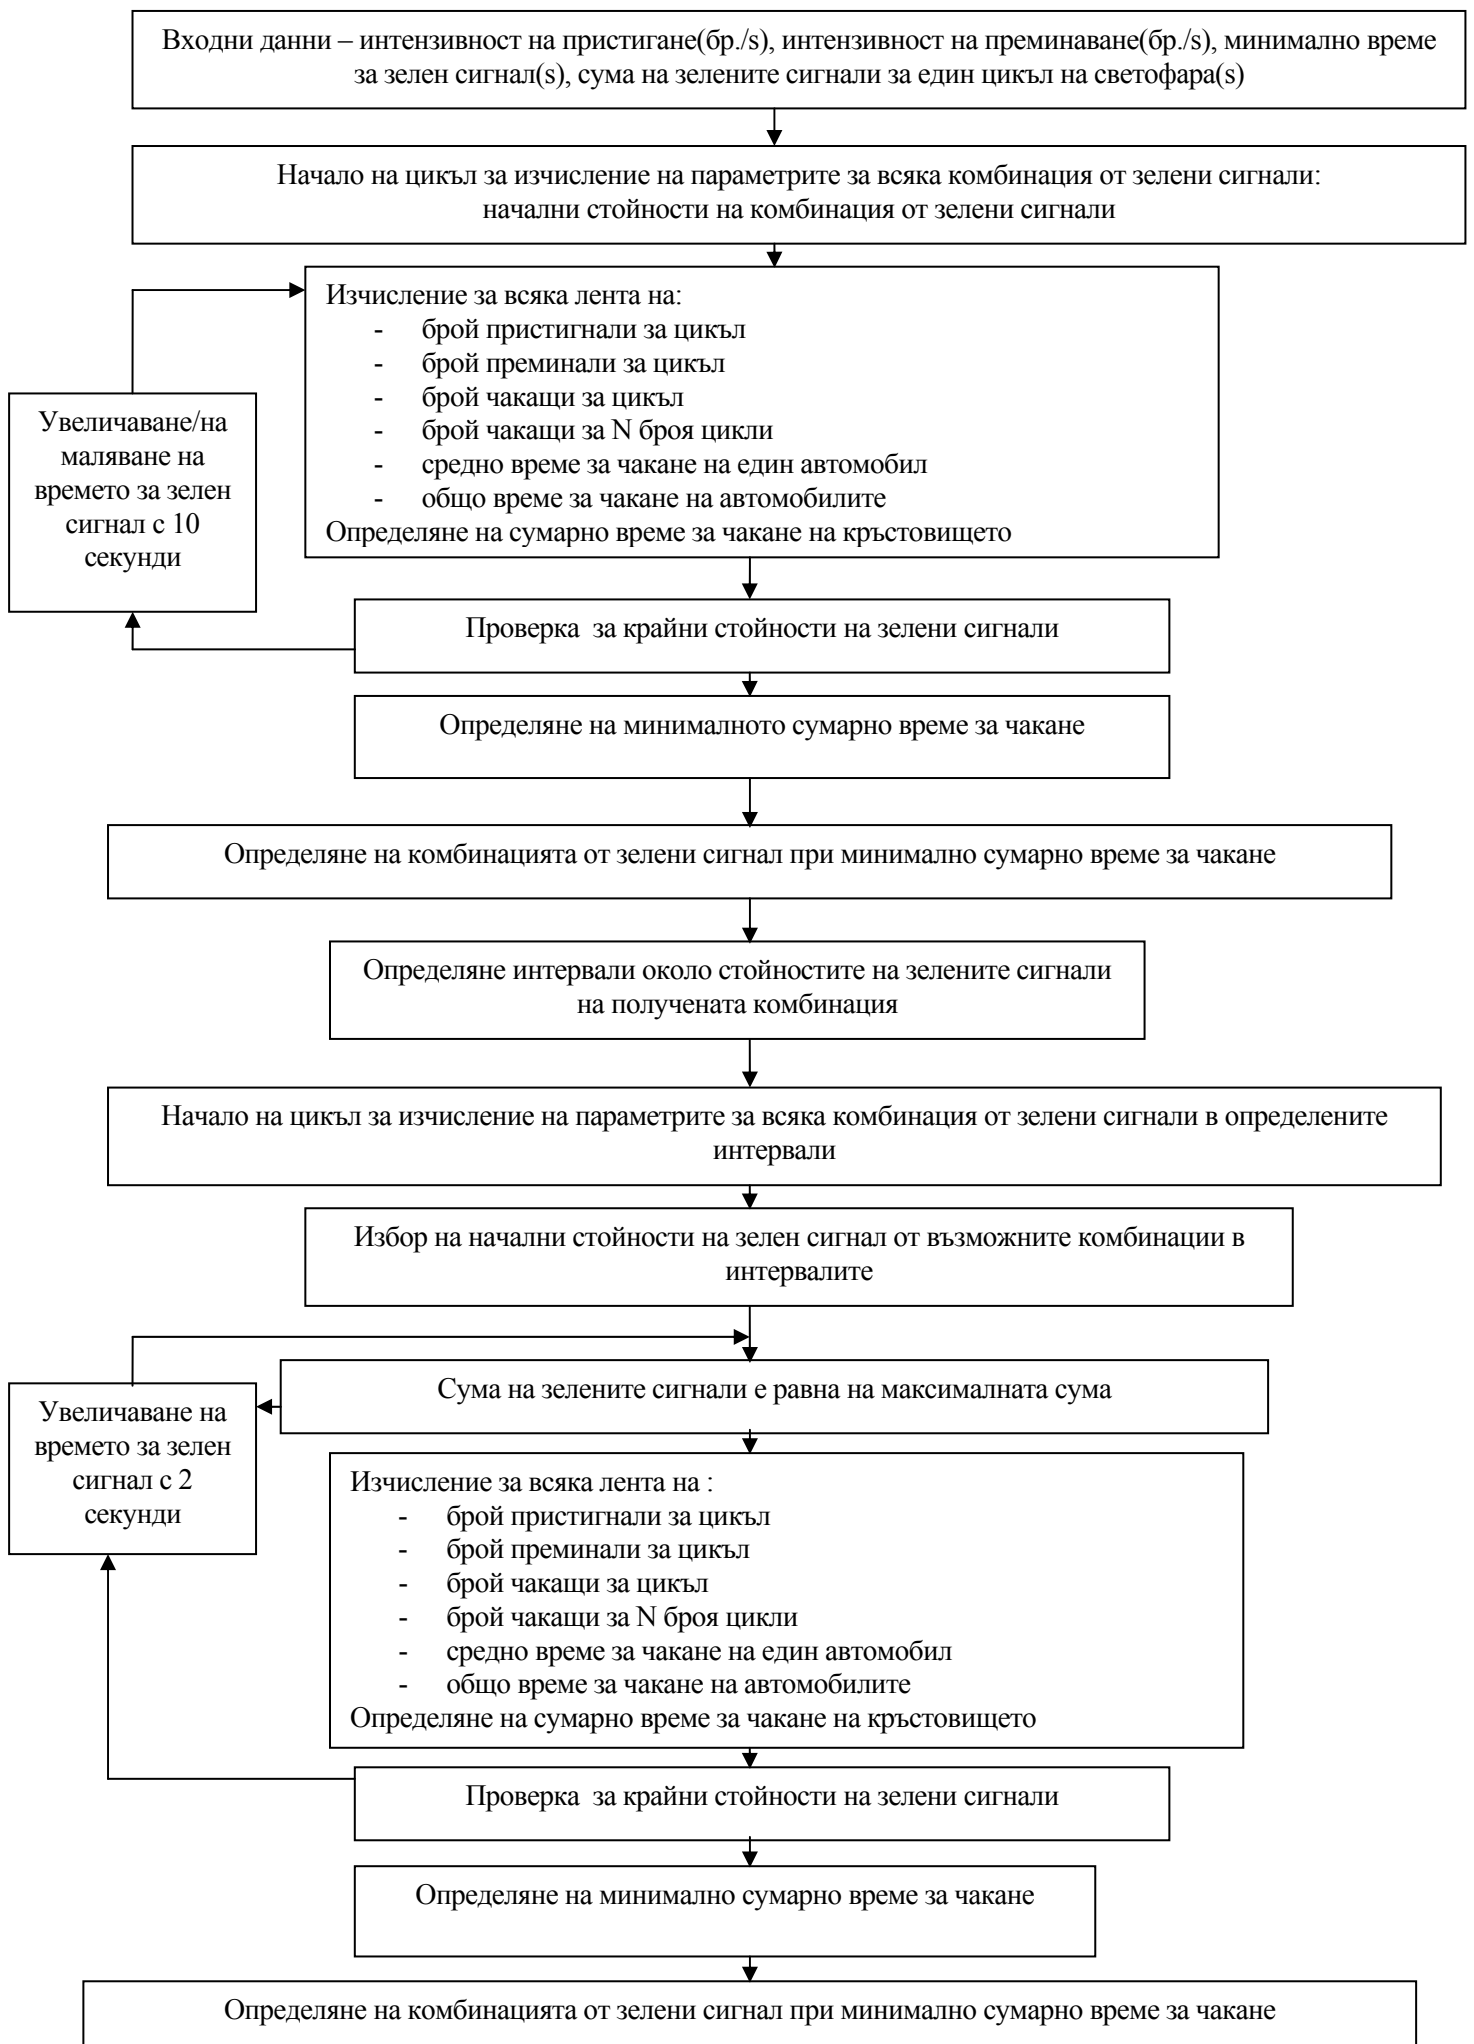 Входни данни – интензивност на пристигане(бр./s), интензивност на преминаване(бр./s), минимално време
за зелен сигнал(s), сума на зелените сигнали за един цикъл на светофара(s)
Начало на цикъл за изчисление на параметрите за всяка комбинация от зелени сигнали:
начални стойности на комбинация от зелени сигнали
Изчисление за всяка лента на:
- брой пристигнали за цикъл
- брой преминали за цикъл
- брой чакащи за цикъл
- брой чакащи за N броя цикли
- средно време за чакане на един автомобил
- общо време за чакане на автомобилите
Определяне на сумарно време за чакане на кръстовището
Увеличаване/на
маляване на
времето за зелен
сигнал с 10
секунди
Проверка за крайни стойности на зелени сигнали
Определяне на минималното сумарно време за чакане
Определяне на комбинацията от зелени сигнал при минимално сумарно време за чакане
Определяне интервали около стойностите на зелените сигнали
на получената комбинация
Начало на цикъл за изчисление на параметрите за всяка комбинация от зелени сигнали в определените
интервали
Избор на начални стойности на зелен сигнал от възможните комбинации в
интервалите
Сума на зелените сигнали е равна на максималната сума
Увеличаване на
времето за зелен
сигнал с 2
секунди
Изчисление за всяка лента на :
- брой пристигнали за цикъл
- брой преминали за цикъл
- брой чакащи за цикъл
- брой чакащи за N броя цикли
- средно време за чакане на един автомобил
- общо време за чакане на автомобилите
Определяне на сумарно време за чакане на кръстовището
Проверка за крайни стойности на зелени сигнали
Определяне на минимално сумарно време за чакане
Определяне на комбинацията от зелени сигнал при минимално сумарно време за чакане